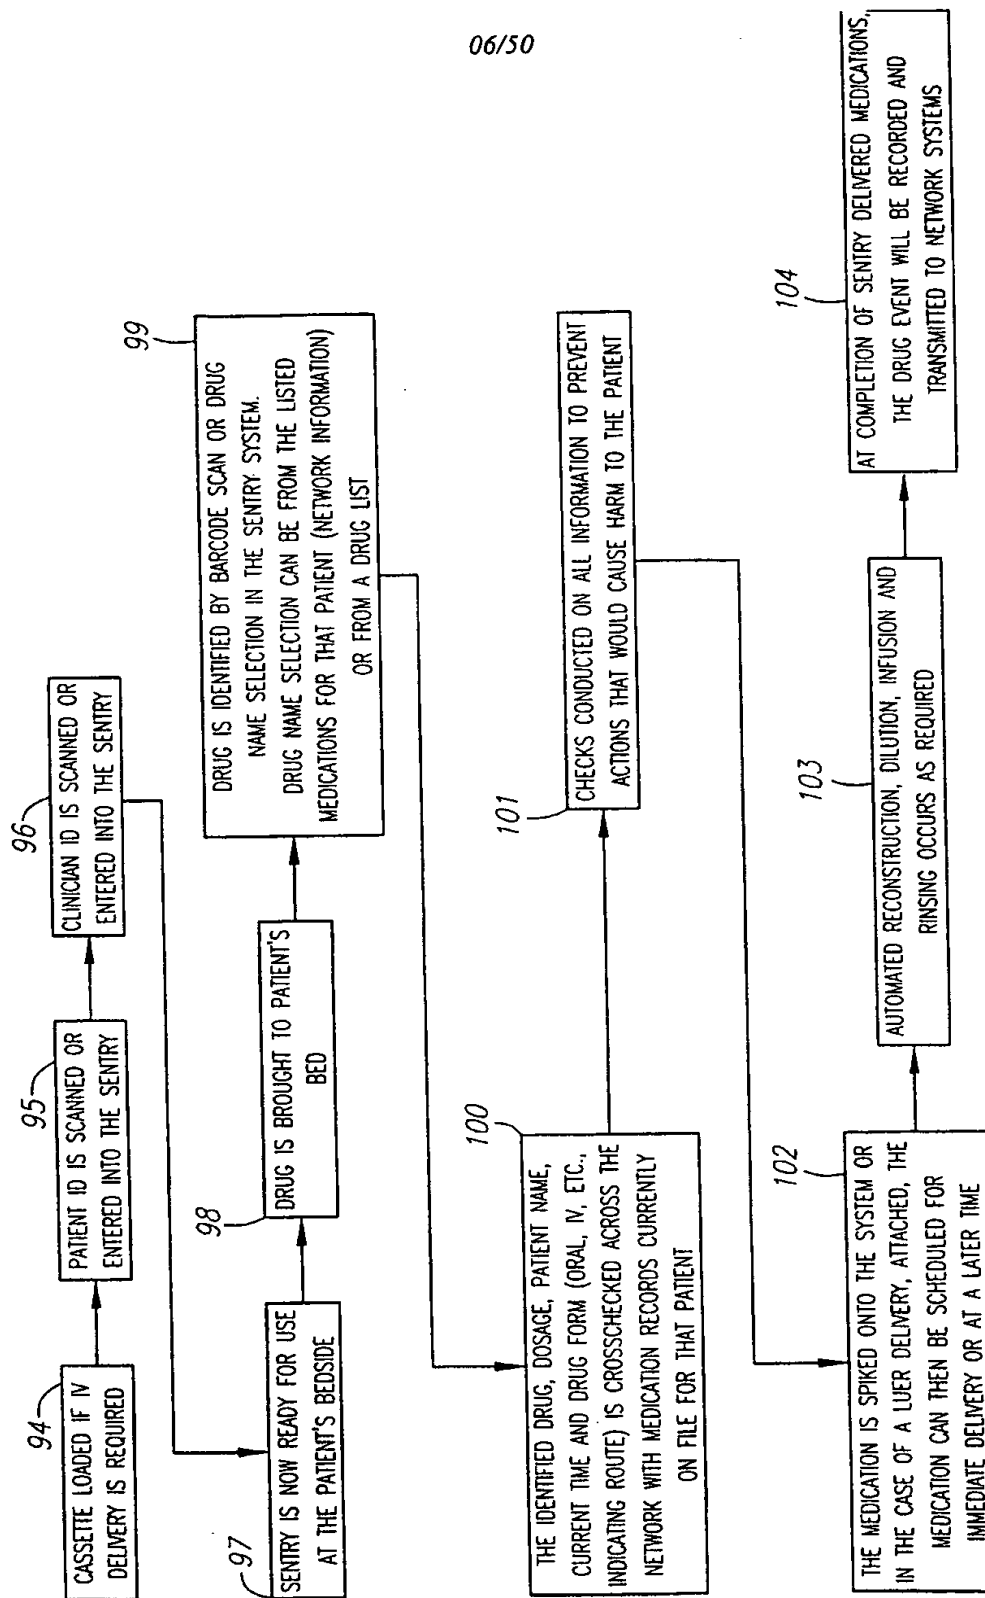 06/50
94
CASSETTE LOADED IF IV
DELIVERY IS REQUIRED
95
PATIENT ID IS SCANNED OR
ENTERED INTO THE SENTRY
96
CLINICIAN ID IS SCANNED OR
ENTERED INTO THE SENTRY
97
SENTRY IS NOW READY FOR USE
AT THE PATIENT'S BEDSIDE
98
DRUG IS BROUGHT TO PATIENT'S
BED
99
DRUG IS IDENTIFIED BY BARCODE SCAN OR DRUG
NAME SELECTION IN THE SENTRY SYSTEM.
DRUG NAME SELECTION CAN BE FROM THE LISTED
MEDICATIONS FOR THAT PATIENT (NETWORK INFORMATION)
OR FROM A DRUG LIST
100
THE IDENTIFIED DRUG, DOSAGE, PATIENT NAME,
CURRENT TIME AND DRUG FORM (ORAL, IV, ETC.,
INDICATING ROUTE) IS CROSSCHECKED ACROSS THE
NETWORK WITH MEDICATION RECORDS CURRENTLY
ON FILE FOR THAT PATIENT
101
CHECKS CONDUCTED ON ALL INFORMATION TO PREVENT
ACTIONS THAT WOULD CAUSE HARM TO THE PATIENT
102
THE MEDICATION IS SPIKED ONTO THE SYSTEM OR
IN THE CASE OF A LUER DELIVERY, ATTACHED, THE
MEDICATION CAN THEN BE SCHEDULED FOR
IMMEDIATE DELIVERY OR AT A LATER TIME
103
AUTOMATED RECONSTRUCTION, DILUTION, INFUSION AND
RINSING OCCURS AS REQUIRED
104
AT COMPLETION OF SENTRY DELIVERED MEDICATIONS,
THE DRUG EVENT WILL BE RECORDED AND
TRANSMITTED TO NETWORK SYSTEMS